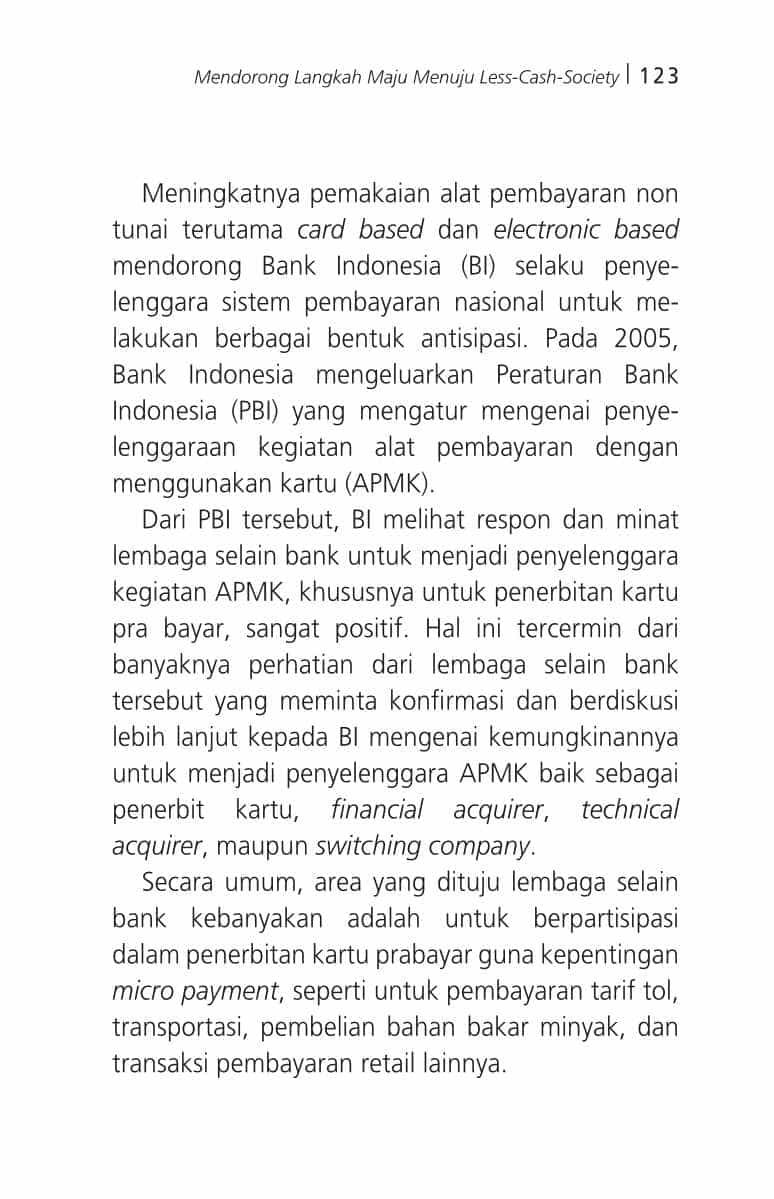 Mendorong Langkah Maju Menuju Less-Cash-Society | 123
Meningkatnya pemakaian alat pembayaran non
tunai terutama card based dan electronic based
mendorong Bank Indonesia (BI) selaku penye-
lenggara sistem pembayaran nasional untuk me-
lakukan berbagai bentuk antisipasi. Pada 2005,
Bank Indonesia mengeluarkan Peraturan Bank
Indonesia (PBI) yang mengatur mengenai penye-
lenggaraan kegiatan alat pembayaran dengan
menggunakan kartu (APMK).
Dari PBI tersebut, BI melihat respon dan minat
lembaga selain bank untuk menjadi penyelenggara
kegiatan APMK, khususnya untuk penerbitan kartu
pra bayar, sangat positif. Hal ini tercermin dari
banyaknya perhatian dari lembaga selain bank
tersebut yang meminta konfirmasi dan berdiskusi
lebih lanjut kepada BI mengenai kemungkinannya
untuk menjadi penyelenggara APMK baik sebagai
penerbit kartu, financial acquirer, technical
acquirer, maupun switching company.
Secara umum, area yang dituju lembaga selain
bank kebanyakan adalah untuk berpartisipasi
dalam penerbitan kartu prabayar guna kepentingan
micro payment, seperti untuk pembayaran tarif tol,
transportasi, pembelian bahan bakar minyak, dan
transaksi pembayaran retail lainnya.